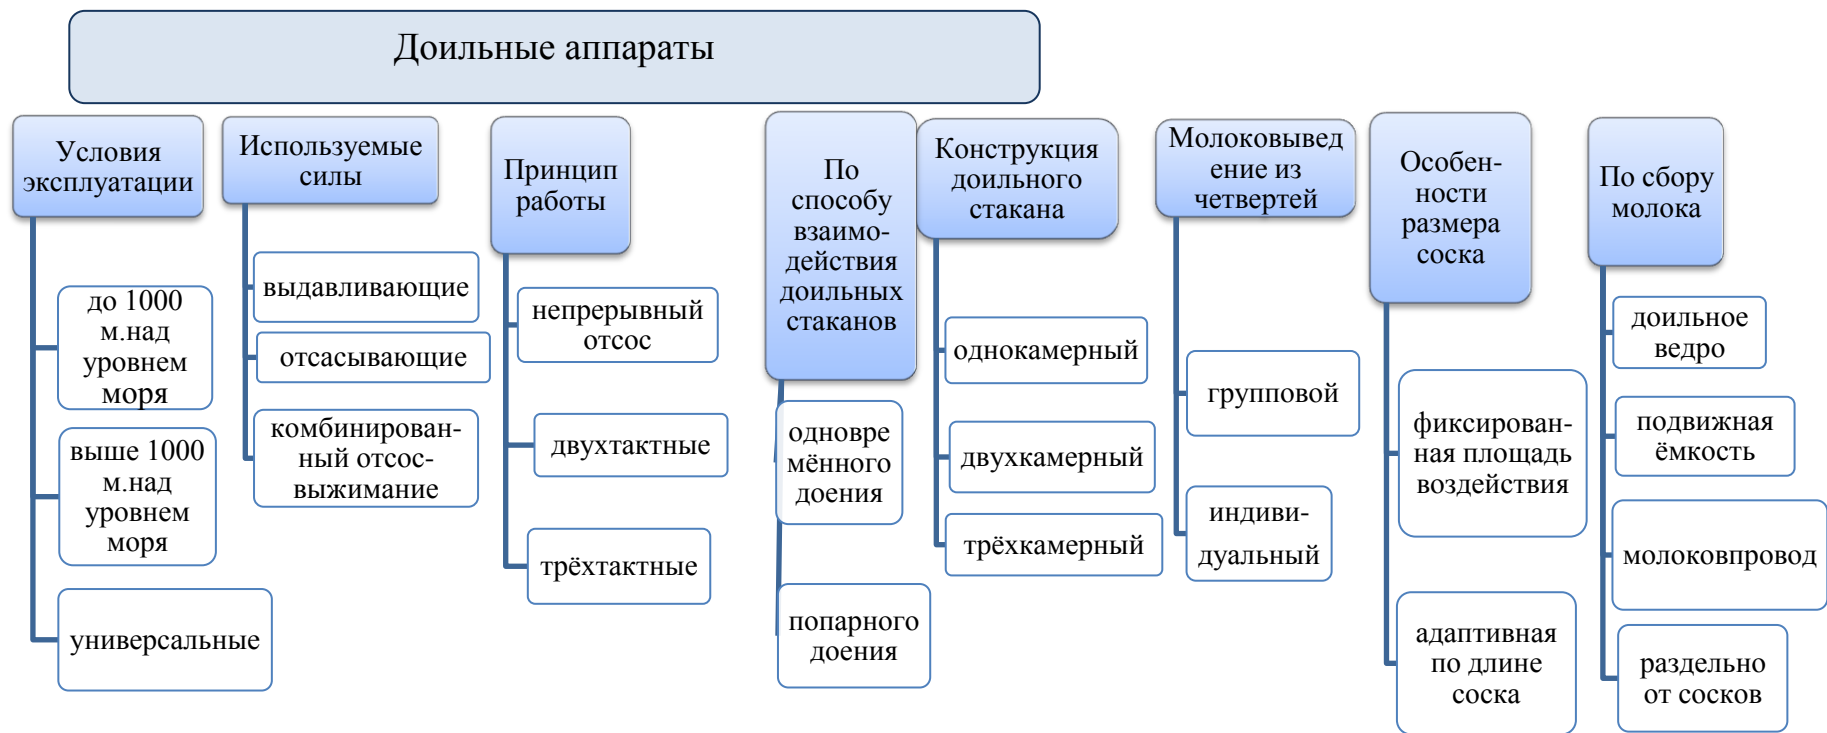 Доильные аппараты
Условия
эксплуатации
до 1000
м.над
уровнем
моря
выше 1000
м.над
уровнем
моря
универсальные
Используемые
силы
выдавливающие
отсасывающие
комбинирован-
ный отсос-
выжимание
Принцип
работы
непрерывный
отсос
двухтактные
трёхтактные
По
способу
взаимо-
действия
доильных
стаканов
одновре
мённого
доения
попарного
доения
Конструкция
доильного
стакана
однокамерный
двухкамерный
трёхкамерный
Молоковывед
ение из
четвертей
групповой
индиви-
дуальный
Особен-
ности
размера
соска
фиксирован-
ная площадь
воздействия
адаптивная
по длине
соска
По сбору
молока
доильное
ведро
подвижная
ёмкость
молоковпровод
раздельно
от сосков